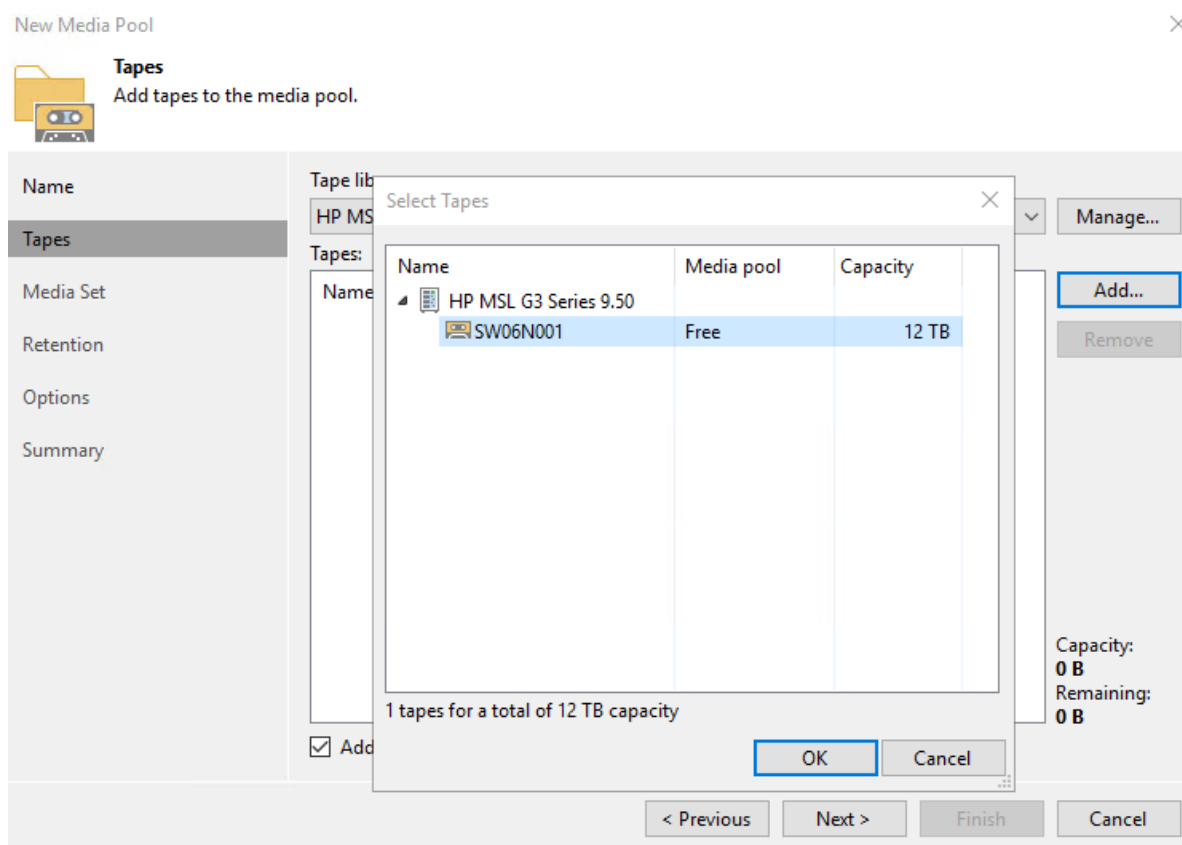 New Media Pool
Tapes
Add tapes to the media pool.
Name
Tapes
Media Set
Retention
Options
Summary
Tape lib
HP MS
Manage...
Tapes:
Name
Add...
Remove
Select Tapes
Name Media pool Capacity
HP MSL G3 Series 9.50
SW06N001 Free 12 TB
1 tapes for a total of 12 TB capacity
OK Cancel
Capacity:
0 B
Remaining:
0 B
Add
< Previous Next > Finish Cancel